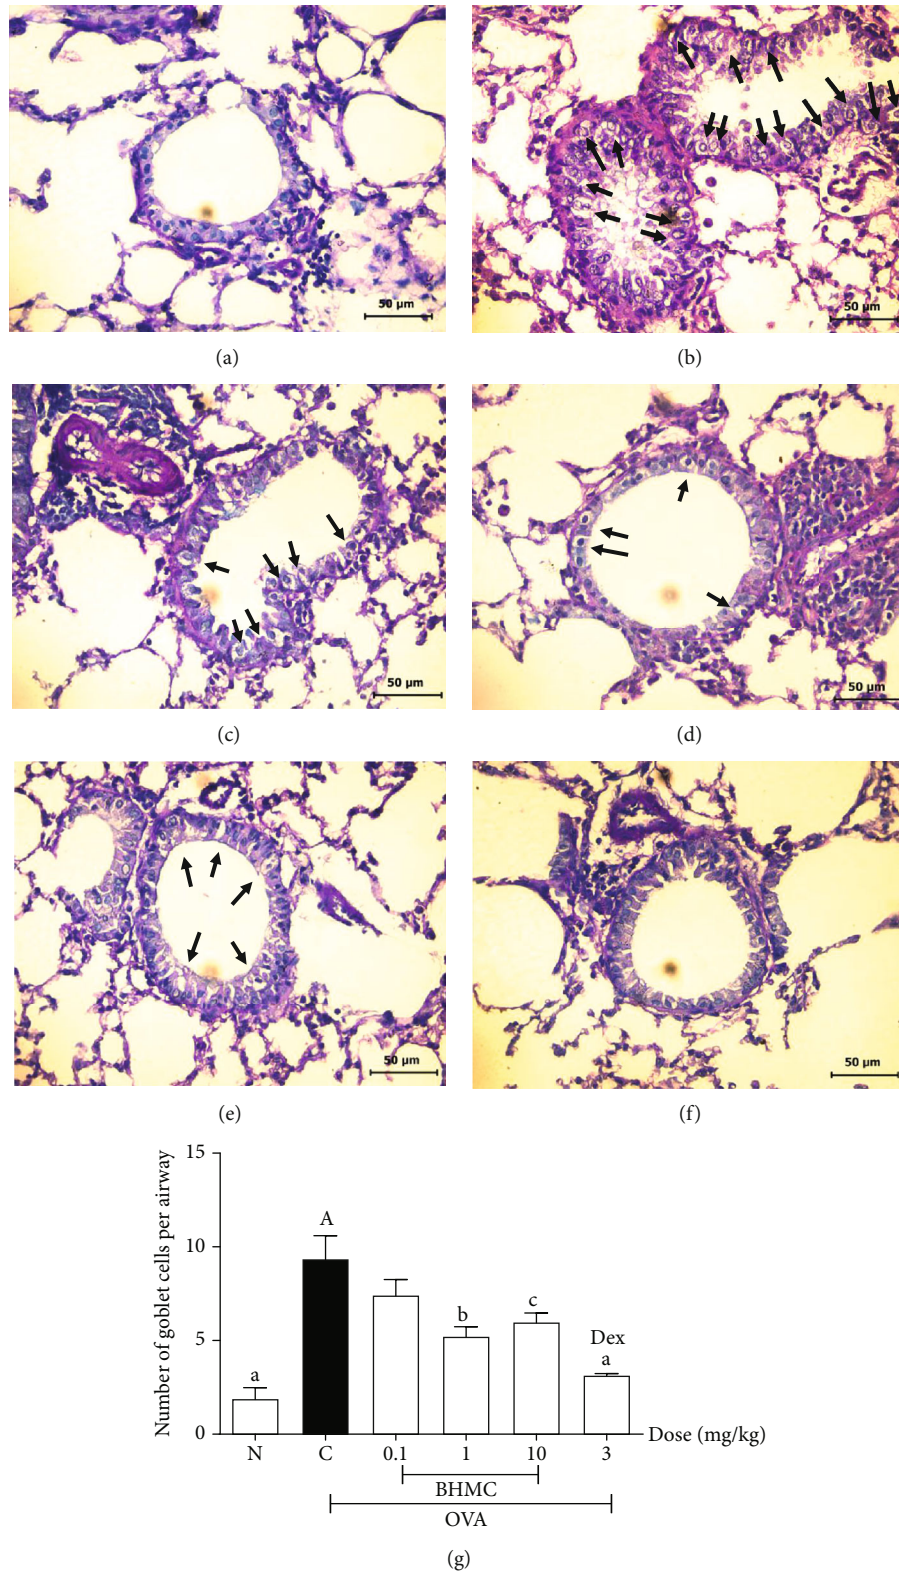 50 µm
50 µm
(a)
(b)
50 µm
50 µm
(c)
(d)
50 µm
50 µm
(e)
(f)
Number of goblet cells per airway
15
10
5
0
a
A
b
c
Dex
a
N
C
0.1
1
10
3
Dose (mg/kg)
BHMC
OVA
(g)